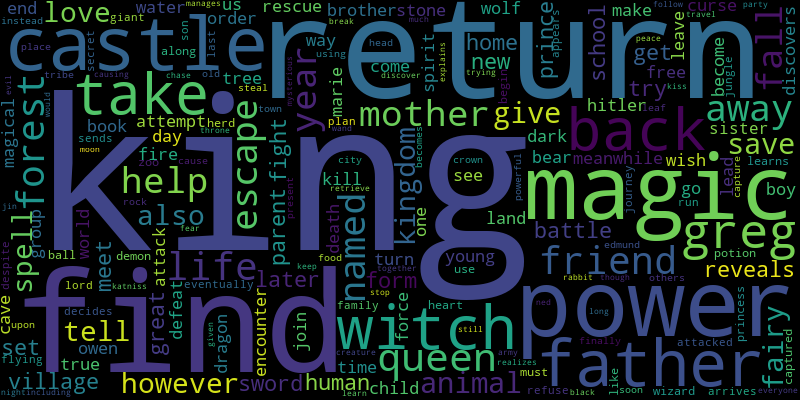 king
return
find
magic
power
castle
back
witch
father
take
queen
friend
greg
forest
help
escape
mother
give
away
fall
save
life
named
kingdom
year
animal
fairy
village
however
tell
spell
also
love
home
prince
school
get
try
battle
reveals
human
sword
great
parent
fight
meet
set
cave
end
us
water
rescue
brother
stone
wolf
make
curse
order
way
come
spirit
new
leave
become
free
discovers
giant
instead
break
manages
son
last
secret
place
along
using
head
appears
peace
follow
party
travel
much
tribe
causing
chase
old
discover
explains
trying
jungle
kiss
leaf
evil
would
steal
town
mysterious
begin
marie
hitler
sister
tree
magical
book
attempt
herd
day
plan
throne
wand
becomes
dark
meanwhile
wish
learns
sends
moon
fire
zoo
cause
city
crown
see
powerful
bear
lead
capture
boy
group
jin
rock
present
kill
retrieve
one
land
journey
go
run
world
fear
death
young
use
despite
ball
demon
attack
turn
potion
later
form
edmund
rabbit
though
others
lord
katniss
eventually
keep
food
together
force
family
heart
stop
still
ned
long
finally
princess
attacked
captured
upon
decides
defeat
dragon
encounter
join
owen
true
given
time
creature
army
realizes
flying
nightincluding
child
learn
must
refuse
black
like
soon
wizard
arrives
everyone